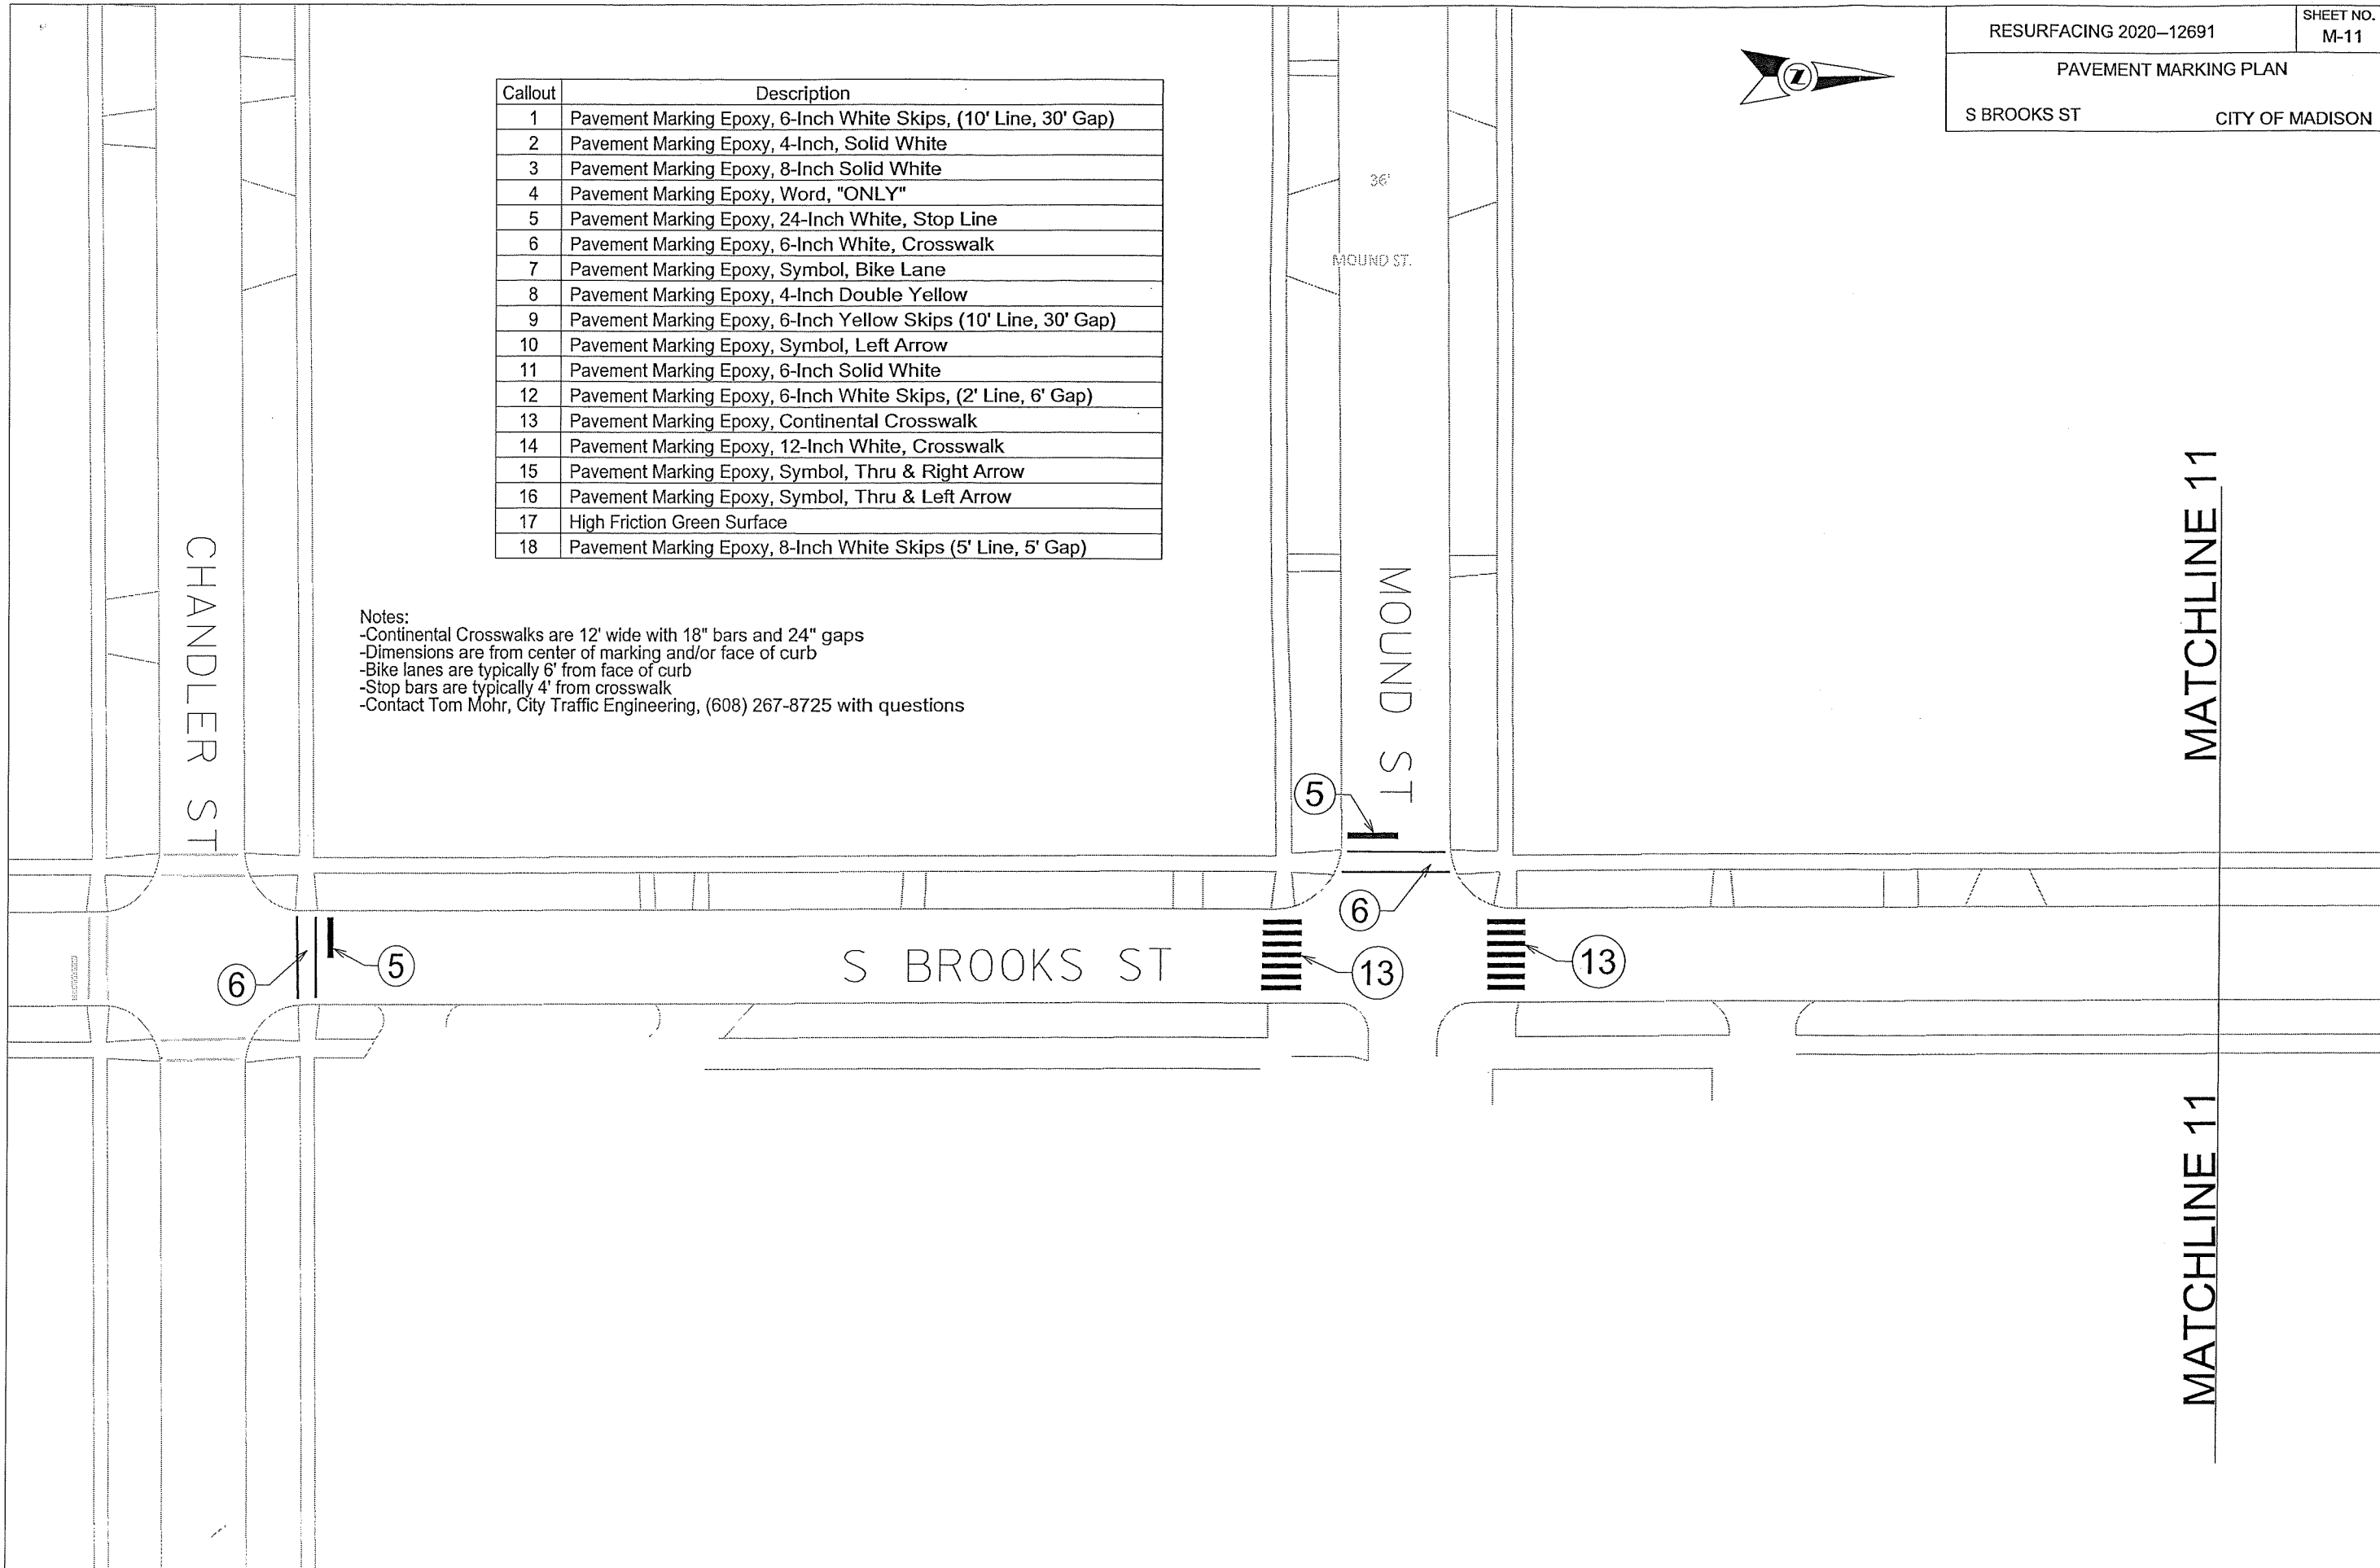 RESURFACING 2020–12691
SHEET NO.
M-11
PAVEMENT MARKING PLAN
S BROOKS ST CITY OF MADISON
Z
Callout Description
1 Pavement Marking Epoxy, 6-Inch White Skips, (10' Line, 30' Gap)
2 Pavement Marking Epoxy, 4-Inch, Solid White
3 Pavement Marking Epoxy, 8-Inch Solid White
4 Pavement Marking Epoxy, Word, "ONLY"
5 Pavement Marking Epoxy, 24-Inch White, Stop Line
6 Pavement Marking Epoxy, 6-Inch White, Crosswalk
7 Pavement Marking Epoxy, Symbol, Bike Lane
8 Pavement Marking Epoxy, 4-Inch Double Yellow
9 Pavement Marking Epoxy, 6-Inch Yellow Skips (10' Line, 30' Gap)
10 Pavement Marking Epoxy, Symbol, Left Arrow
11 Pavement Marking Epoxy, 6-Inch Solid White
12 Pavement Marking Epoxy, 6-Inch White Skips, (2' Line, 6' Gap)
13 Pavement Marking Epoxy, Continental Crosswalk
14 Pavement Marking Epoxy, 12-Inch White, Crosswalk
15 Pavement Marking Epoxy, Symbol, Thru & Right Arrow
16 Pavement Marking Epoxy, Symbol, Thru & Left Arrow
17 High Friction Green Surface
18 Pavement Marking Epoxy, 8-Inch White Skips (5' Line, 5' Gap)
Notes:
-Continental Crosswalks are 12' wide with 18" bars and 24" gaps
-Dimensions are from center of marking and/or face of curb
-Bike lanes are typically 6' from face of curb
-Stop bars are typically 4' from crosswalk
-Contact Tom Mohr, City Traffic Engineering, (608) 267-8725 with questions
36'
MOUND ST.
CHANDLER ST
MOUND ST
MATCHLINE 11
5
6
6
5
S BROOKS ST
13
13
MATCHLINE 11